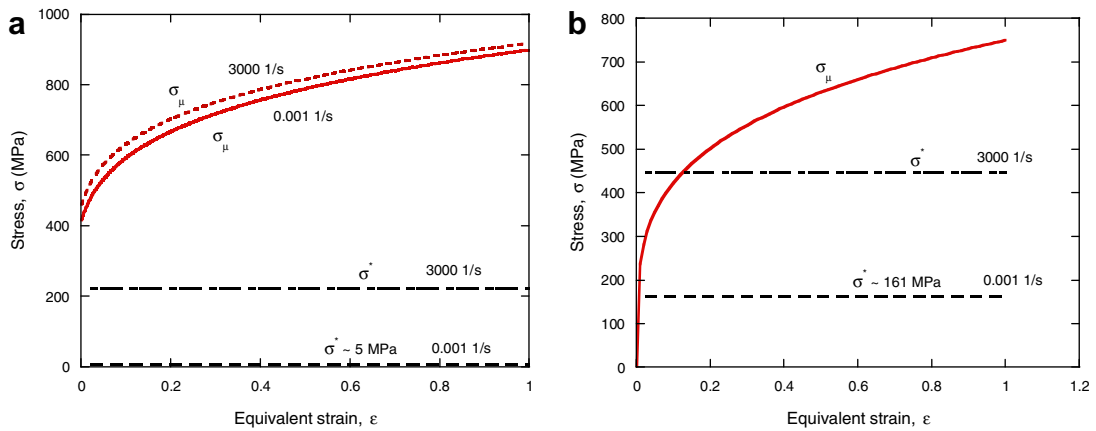 a
1000
800
600
400
200
0
Stress, σ (MPa)
3000 1/s
σμ
0.001 1/s
σμ
3000 1/s
σ*
σ* ~ 5 MPa
0.001 1/s
0
0.2
0.4
0.6
0.8
1
Equivalent strain, ε
b
800
700
600
500
400
300
200
100
0
Stress, σ (MPa)
σμ
σ*
3000 1/s
σ* ~ 161 MPa
0.001 1/s
0
0.2
0.4
0.6
0.8
1
1.2
Equivalent strain, ε